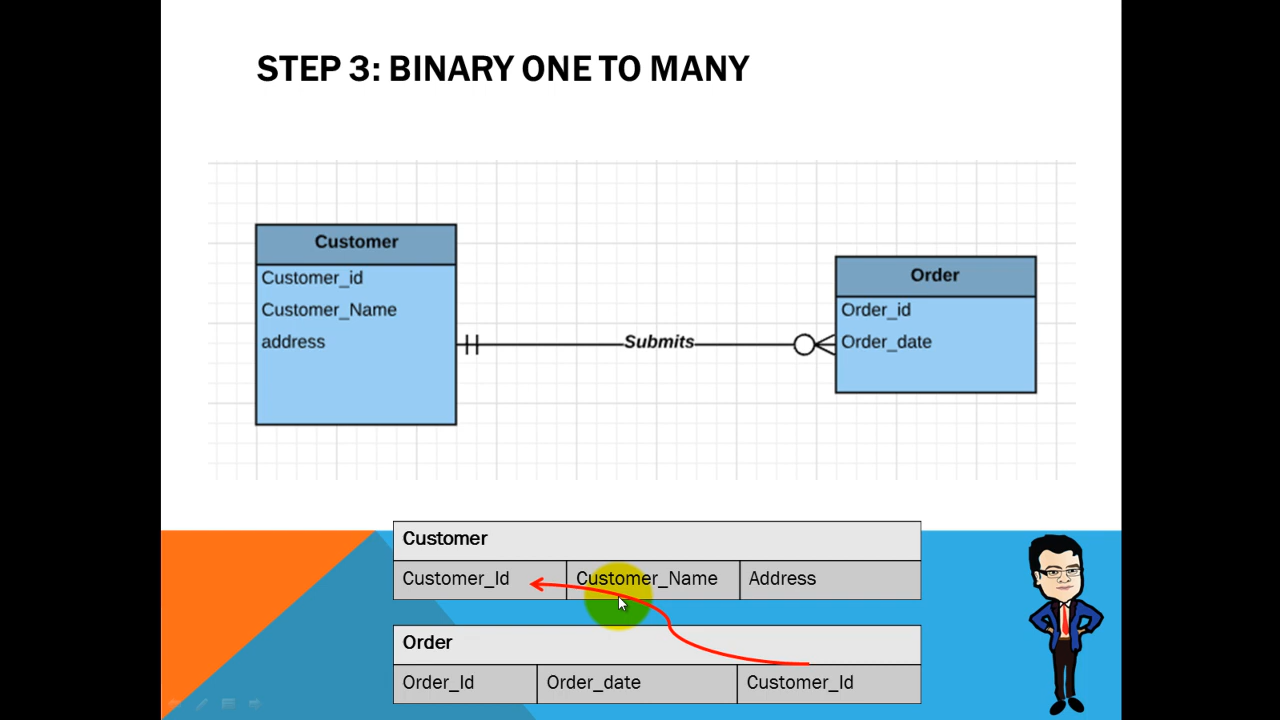 STEP 3: BINARY ONE TO MANY
Customer
Customer_id
Customer_Name
address
Submits
Order
Order_id
Order_date
Customer
Customer_Id Customer_Name Address
Order
Order_Id Order_date Customer_Id